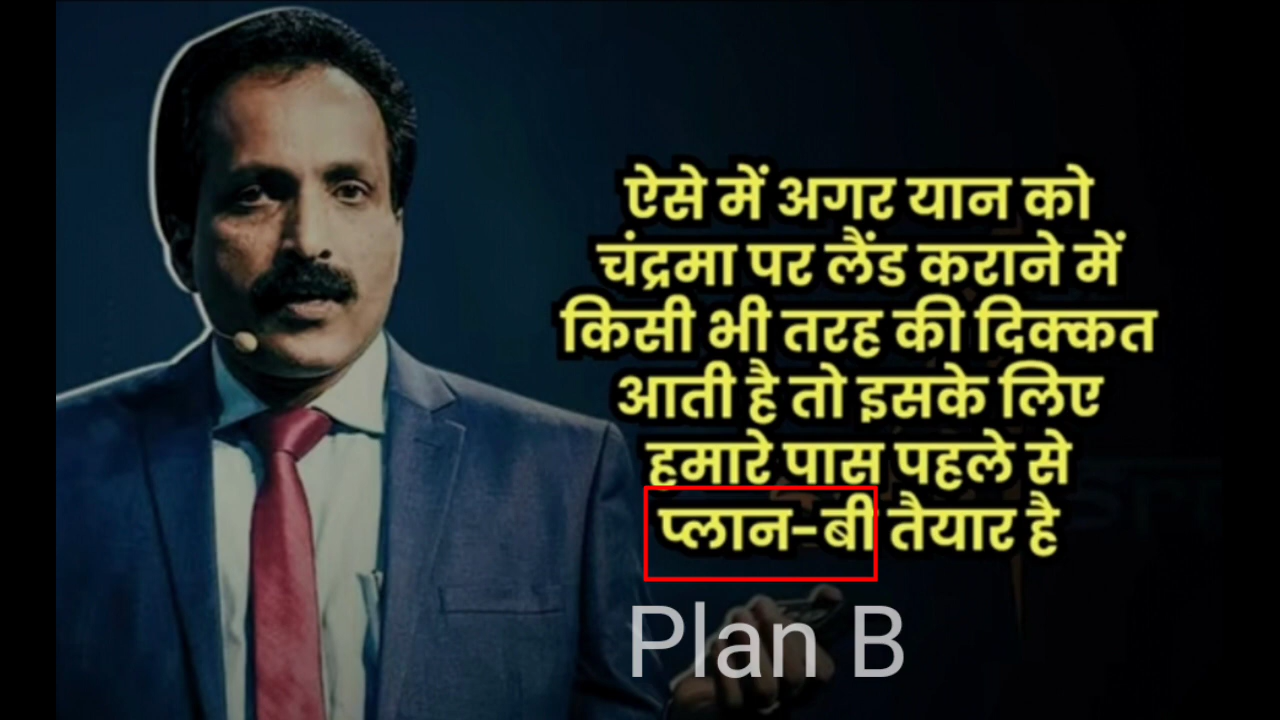 ऐसे में अगर यान को
चंद्रमा पर लैंड कराने में
किसी भी तरह की दिक्कत
आती है तो इसके लिए
हमारे पास पहले से
प्लान-बी तैयार है
Plan B